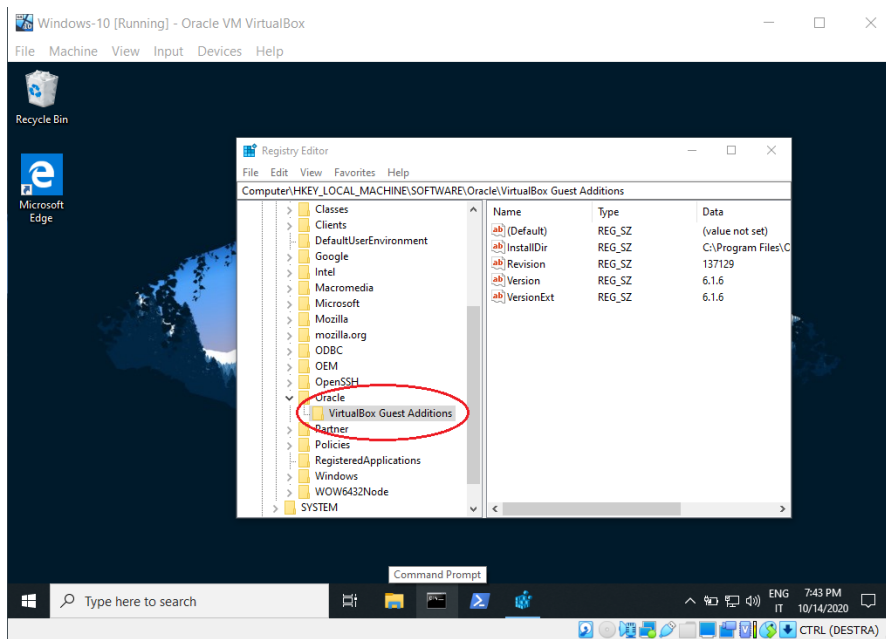 Windows-10 [Running] - Oracle VM VirtualBox
File Machine View Input Devices Help
Recycle Bin
Microsoft
Edge
Registry Editor
File Edit View Favorites Help
Computer\HKEY_LOCAL_MACHINE\SOFTWARE\Oracle\VirtualBox Guest Additions
Classes
Clients
DefaultUserEnvironment
Google
Intel
Macromedia
Microsoft
Mozilla
mozilla.org
ODBC
OEM
OpenSSH
Oracle
VirtualBox Guest Additions
Partner
Policies
RegisteredApplications
Windows
WOW6432Node
SYSTEM
Name Type Data
(Default) REG_SZ (value not set)
InstallDir REG_SZ C:\Program Files\C
Revision REG_SZ 137129
Version REG_SZ 6.1.6
VersionExt REG_SZ 6.1.6
Command Prompt
Type here to search
ENG 7:43 PM
IT 10/14/2020
CTRL (DESTRA)